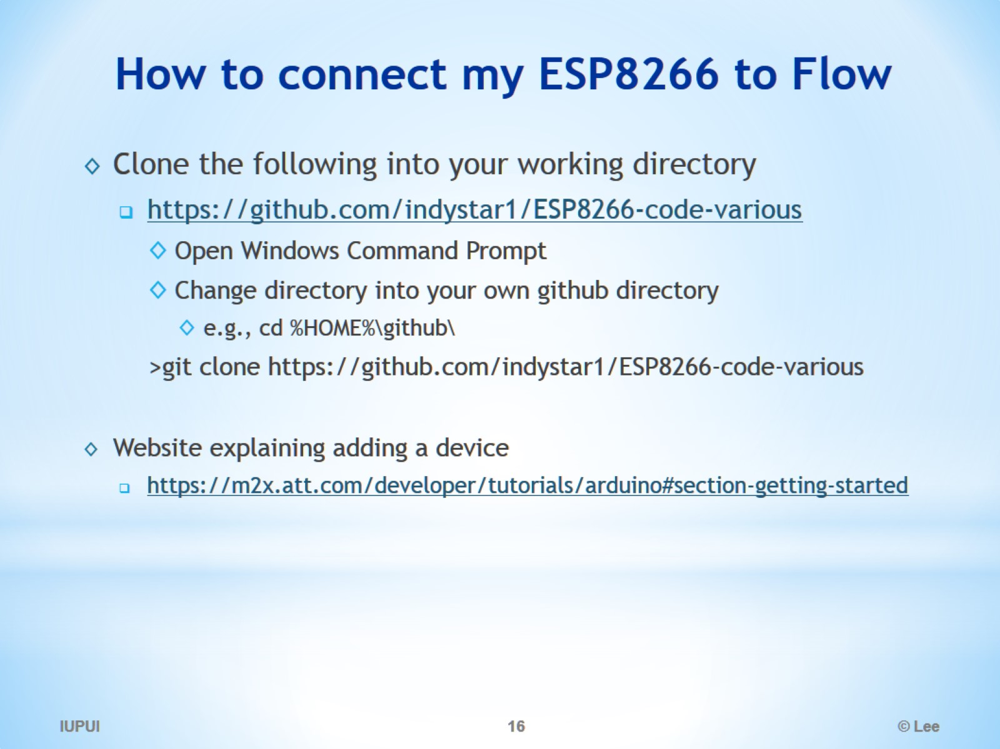 How to connect my ESP8266 to Flow
Clone the following into your working directory
https://github.com/indystar1/ESP8266-code-various
Open Windows Command Prompt
Change directory into your own github directory
e.g., cd %HOME%\github\
>git clone https://github.com/indystar1/ESP8266-code-various
Website explaining adding a device
https://m2x.att.com/developer/tutorials/arduino#section-getting-started
IUPUI 16 © Lee